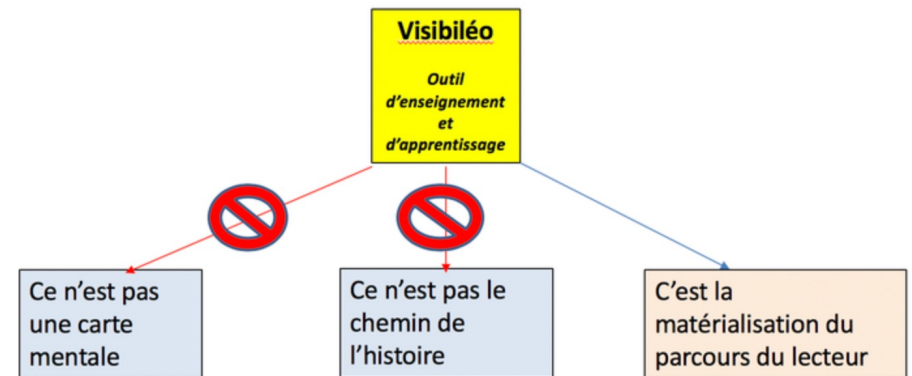 Visibiléo
Outil
d'enseignement
et
d'apprentissage
Ce n'est pas
une carte
mentale
Ce n'est pas le
chemin de
l'histoire
C'est la
matérialisation du
parcours du lecteur